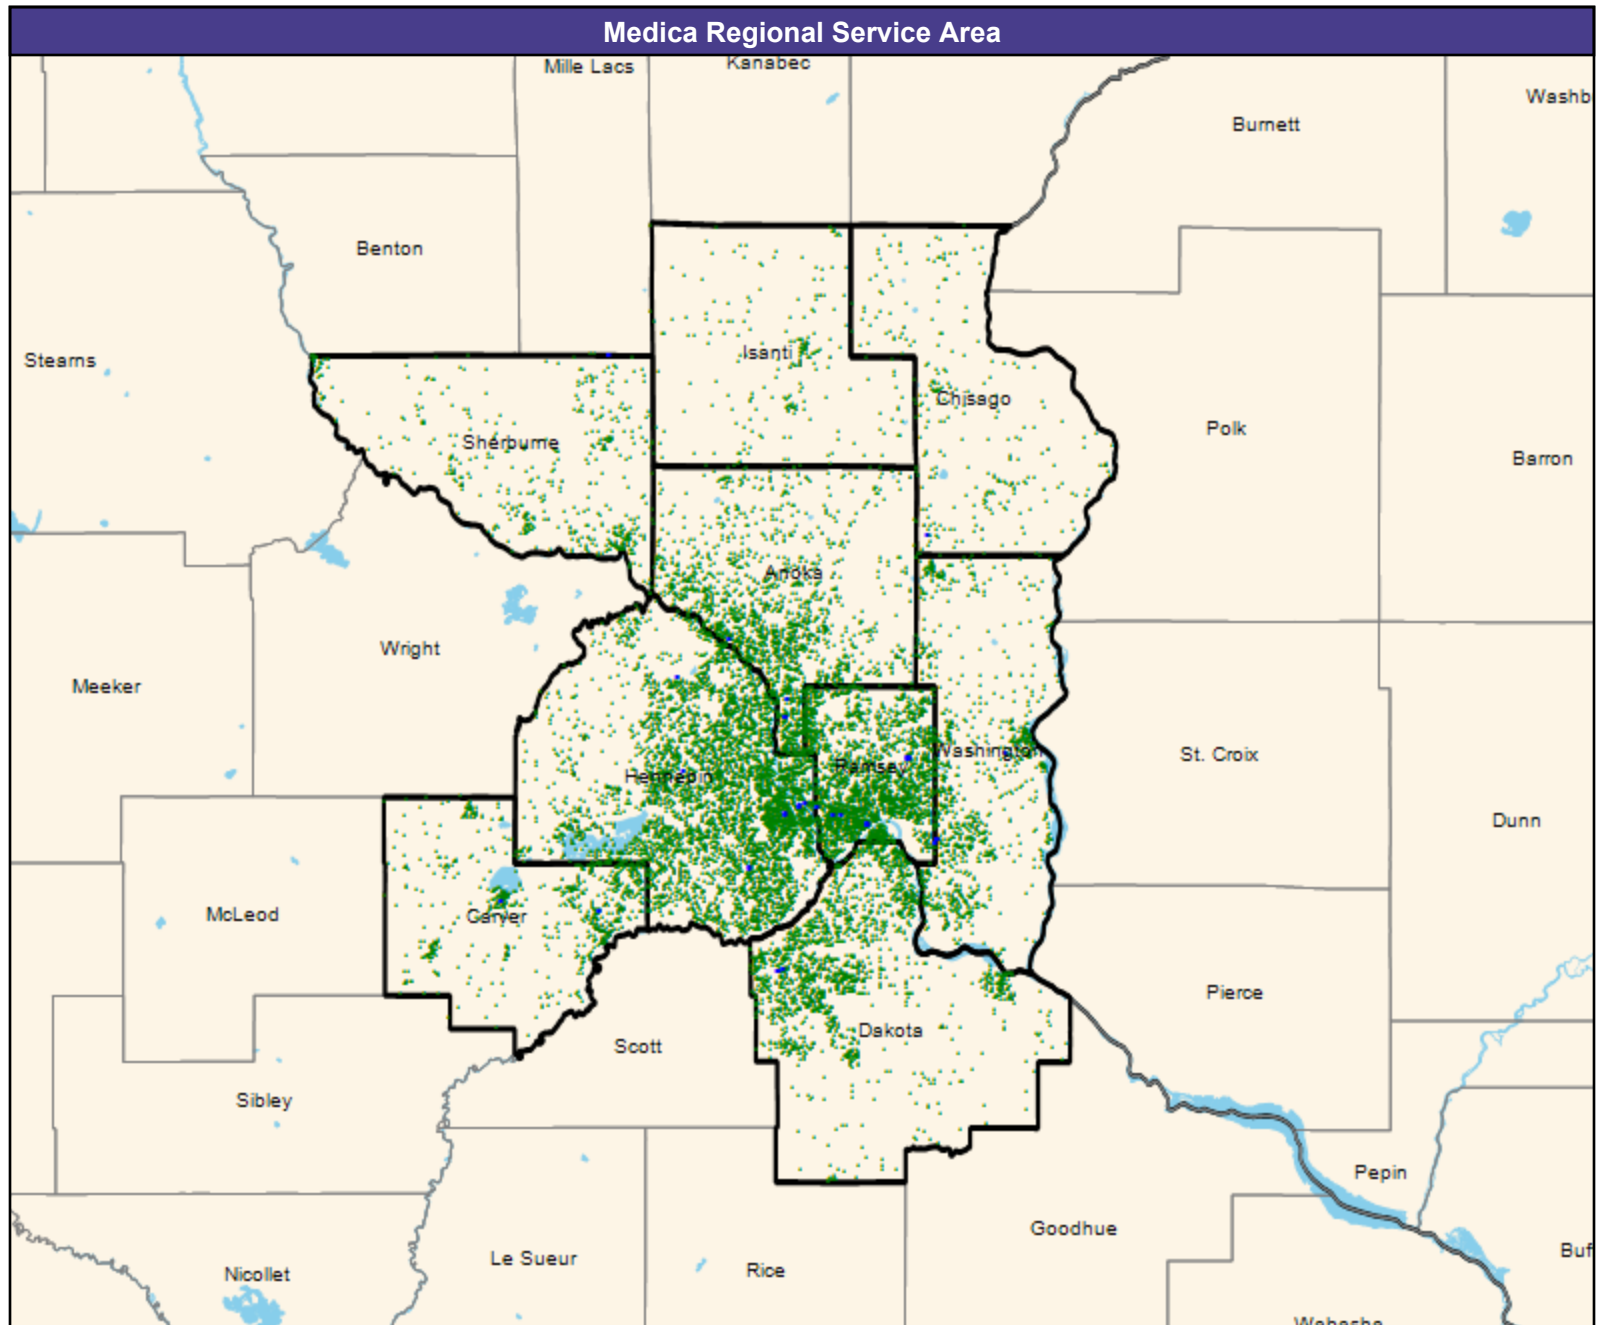 Medica Regional Service Area
Mille Lacs
Kanabec
Washb
Burnett
Benton
Stearns
Isanti
Chisago
Sherburne
Polk
Barron
Anoka
Wright
Meeker
Washington
St. Croix
Hennepin
Ramsey
Dunn
McLeod
Carver
Pierce
Dakota
Scott
Sibley
Pepin
Goodhue
Buf
Le Sueur
Rice
Nicollet
Wabasha